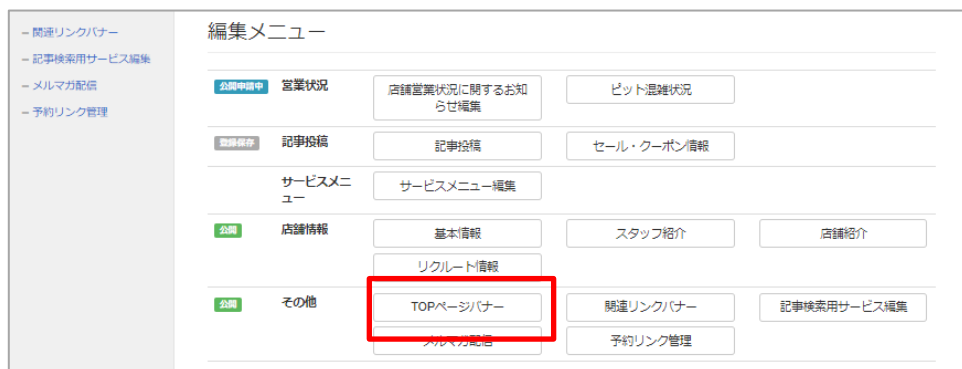 – 関連リンクバナー
– 記事検索用サービス編集
– メルマガ配信
– 予約リンク管理
編集メニュー
公開申請中 営業状況 店舗営業状況に関するお知
らせ編集 ピット混雑状況
登録保存 記事投稿 記事投稿 セール・クーポン情報
サービスメニ
ュー サービスメニュー編集
公開 店舗情報 基本情報 スタッフ紹介 店舗紹介
リクルート情報
公開 その他 TOPページバナー 関連リンクバナー 記事検索用サービス編集
メルマガ配信 予約リンク管理